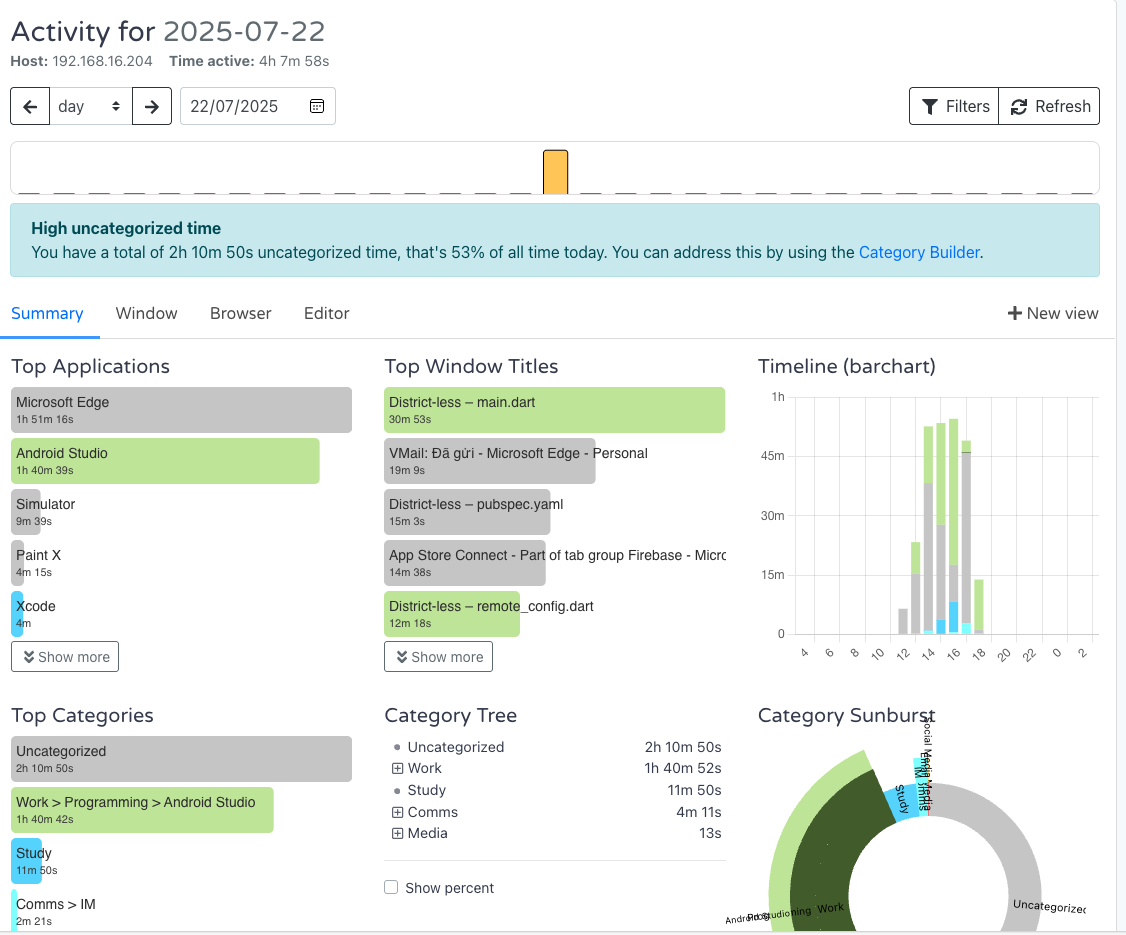 Activity for 2025-07-22
Host: 192.168.16.204 Time active: 4h 7m 58s
day 22/07/2025 Filters Refresh
High uncategorized time
You have a total of 2h 10m 50s uncategorized time, that's 53% of all time today. You can address this by using the Category Builder.
Summary Window Browser Editor New view
Top Applications
Microsoft Edge
1h 51m 16s
Android Studio
1h 40m 39s
Simulator
9m 39s
Paint X
4m 15s
Xcode
4m
Show more
Top Window Titles
District-less – main.dart
30m 53s
VMail: Đã gửi - Microsoft Edge - Personal
19m 9s
District-less – pubspec.yaml
15m 3s
App Store Connect - Part of tab group Firebase - Micro
14m 38s
District-less – remote_config.dart
12m 18s
Show more
Timeline (barchart)
1h
45m
30m
15m
0
4 6 8 10 12 14 16 18 20 22 0 2
Top Categories
Uncategorized
2h 10m 50s
Work > Programming > Android Studio
1h 40m 42s
Study
11m 50s
Comms > IM
2m 21s
Category Tree
Uncategorized 2h 10m 50s
Work 1h 40m 52s
Study 11m 50s
Comms 4m 11s
Media 13s
Show percent
Category Sunburst
Social Media
Media
Study
IM
Work
Uncategorized